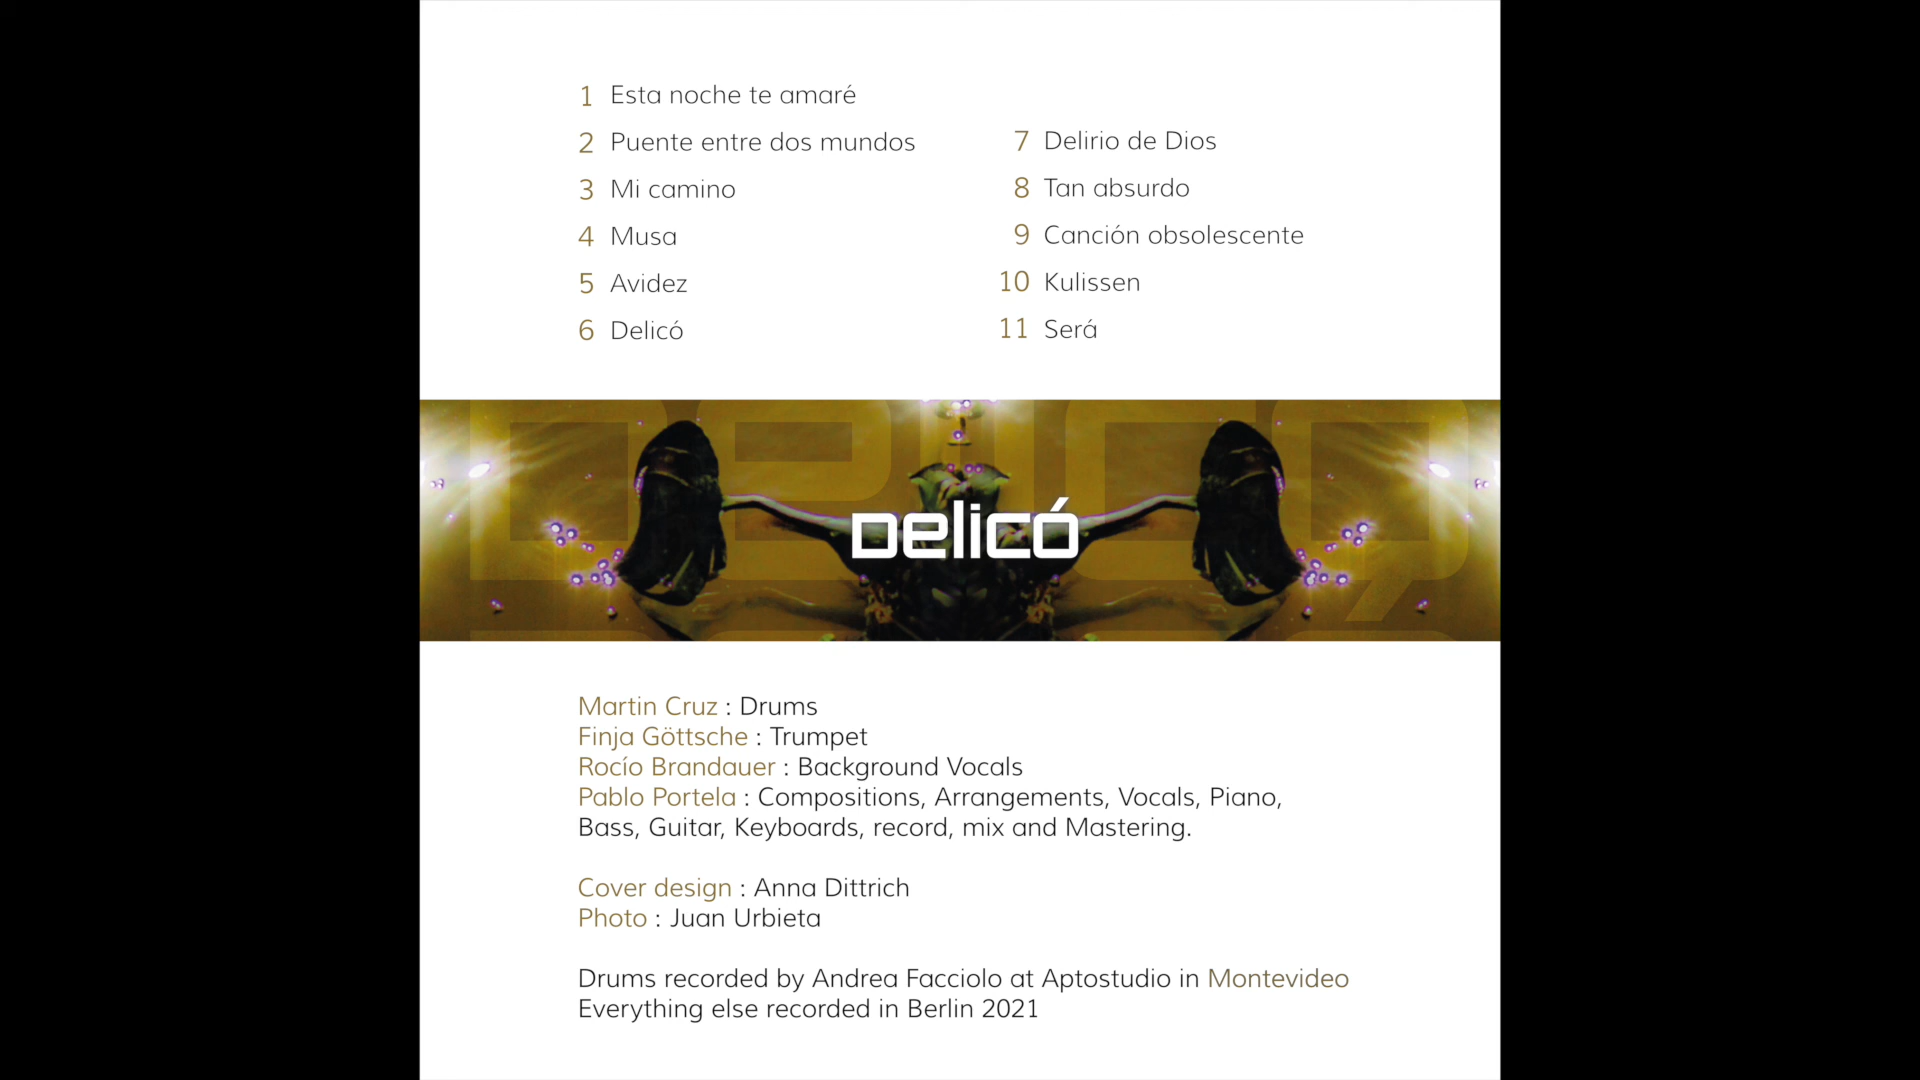 1 Esta noche te amaré
2 Puente entre dos mundos
3 Mi camino
4 Musa
5 Avidez
6 Delicó
7 Delirio de Dios
8 Tan absurdo
9 Canción obsolescente
10 Kulissen
11 Será
Delicó
Martin Cruz : Drums
Finja Göttsche : Trumpet
Rocío Brandauer : Background Vocals
Pablo Portela : Compositions, Arrangements, Vocals, Piano,
Bass, Guitar, Keyboards, record, mix and Mastering.
Cover design : Anna Dittrich
Photo : Juan Urbieta
Drums recorded by Andrea Facciolo at Aptostudio in Montevideo
Everything else recorded in Berlin 2021